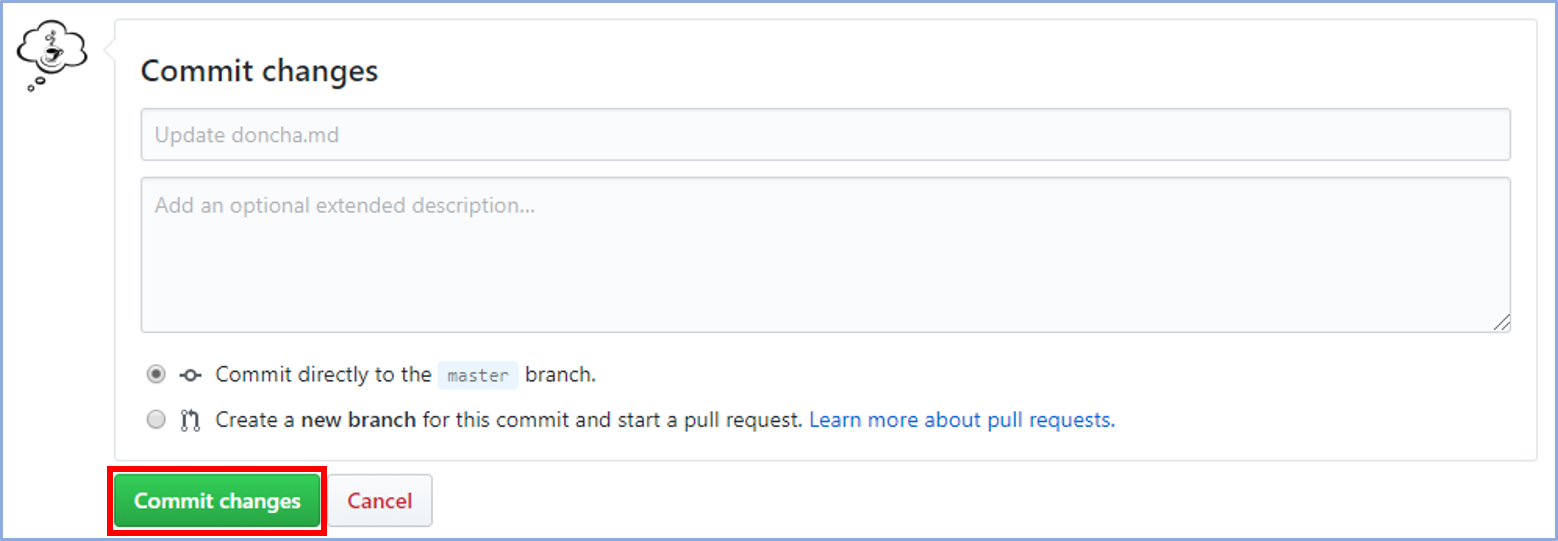 Commit changes
Update doncha.md
Add an optional extended description...
Commit directly to the master branch.
Create a new branch for this commit and start a pull request. Learn more about pull requests.
Commit changes Cancel